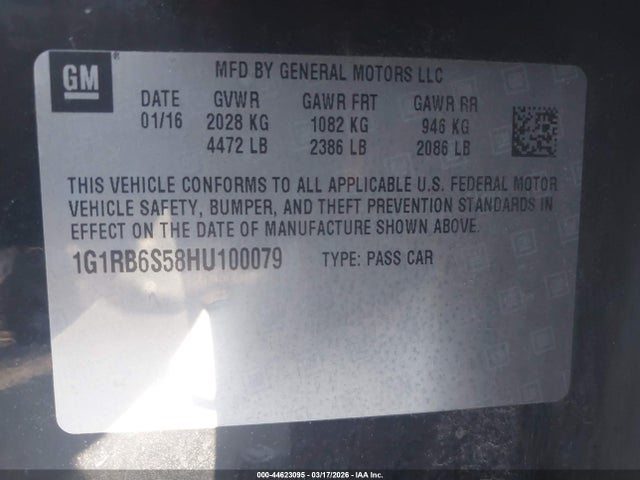 GM ®
MFD BY GENERAL MOTORS LLC
DATE GVWR GAWR FRT GAWR RR
01/16 2028 KG 1082 KG 946 KG
4472 LB 2386 LB 2086 LB
THIS VEHICLE CONFORMS TO ALL APPLICABLE U.S. FEDERAL MOTOR
VEHICLE SAFETY, BUMPER, AND THEFT PREVENTION STANDARDS IN
EFFECT ON THE DATE OF MANUFACTURE SHOWN ABOVE.
1G1RB6S58HU100079 TYPE: PASS CAR
000-44623095 - 03/17/2026 - © IAA Inc.